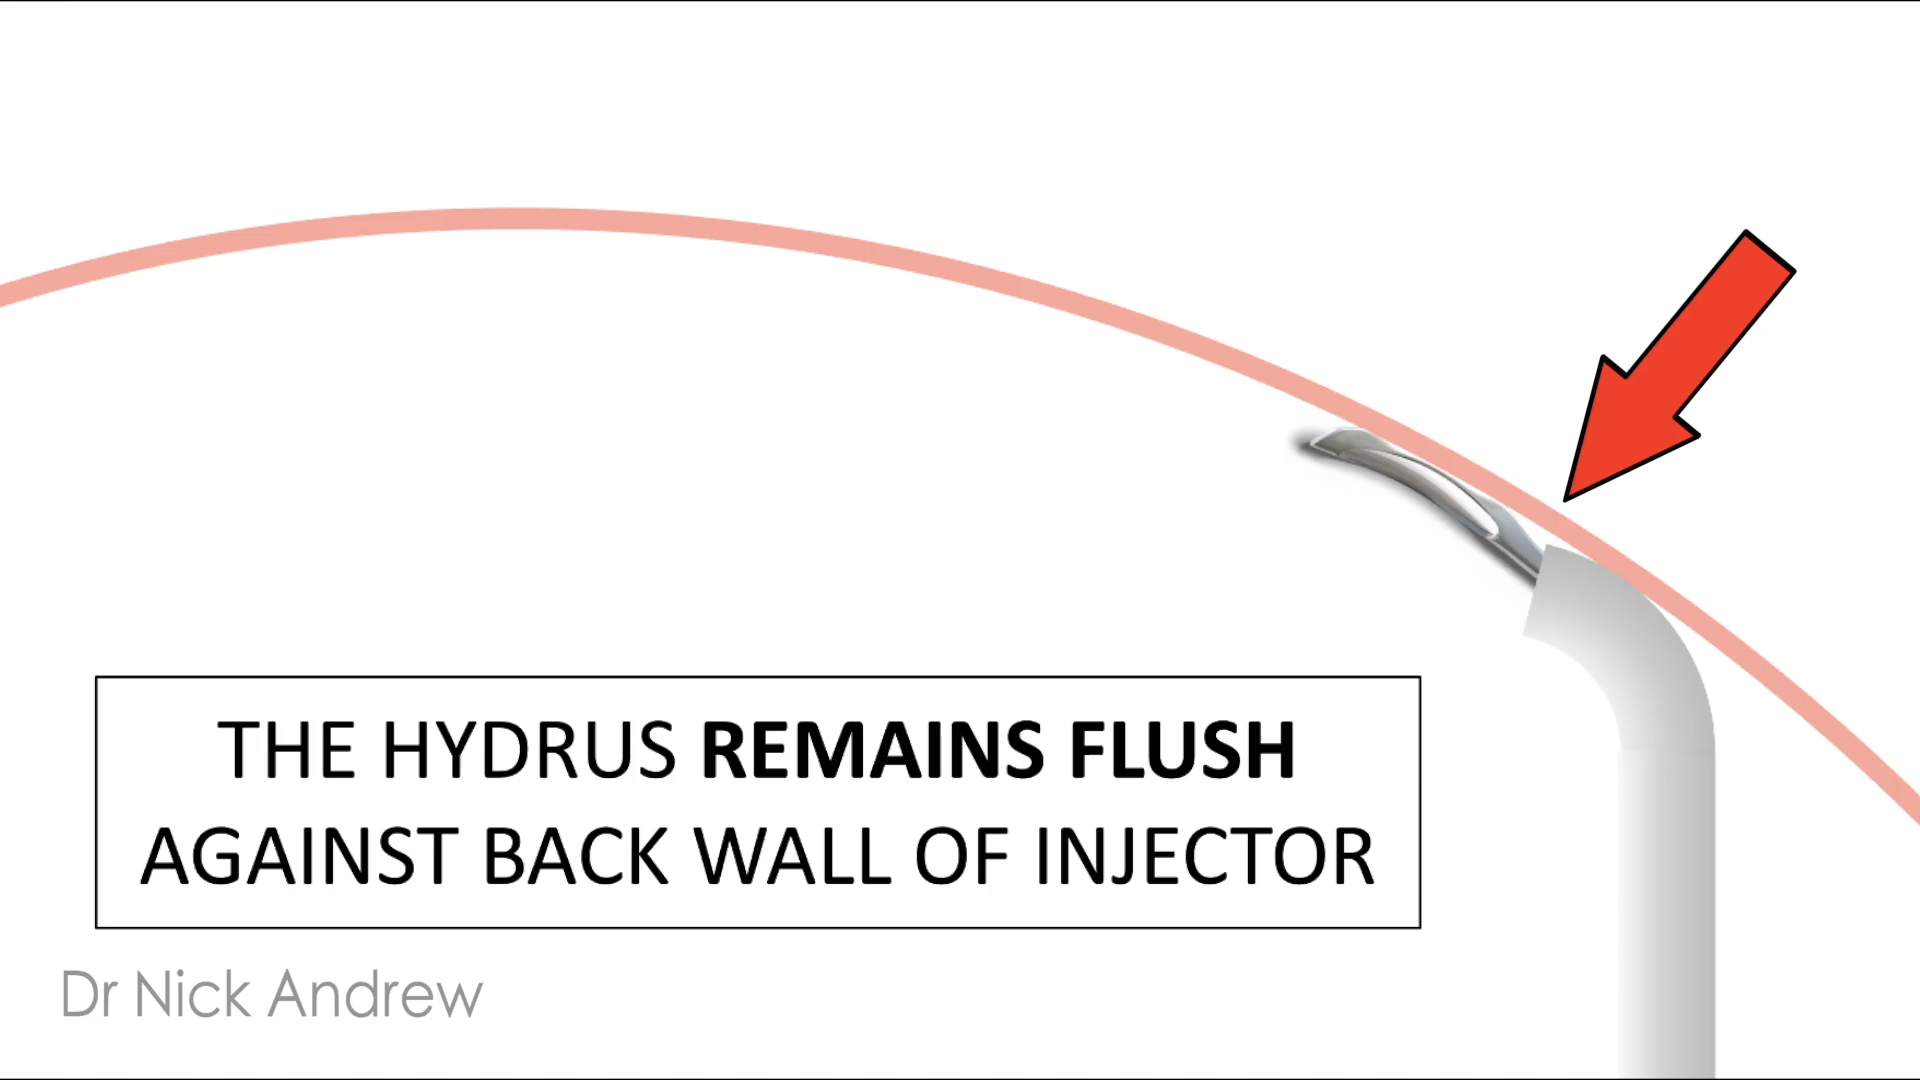 THE HYDRUS REMAINS FLUSH
AGAINST BACK WALL OF INJECTOR
Dr Nick Andrew